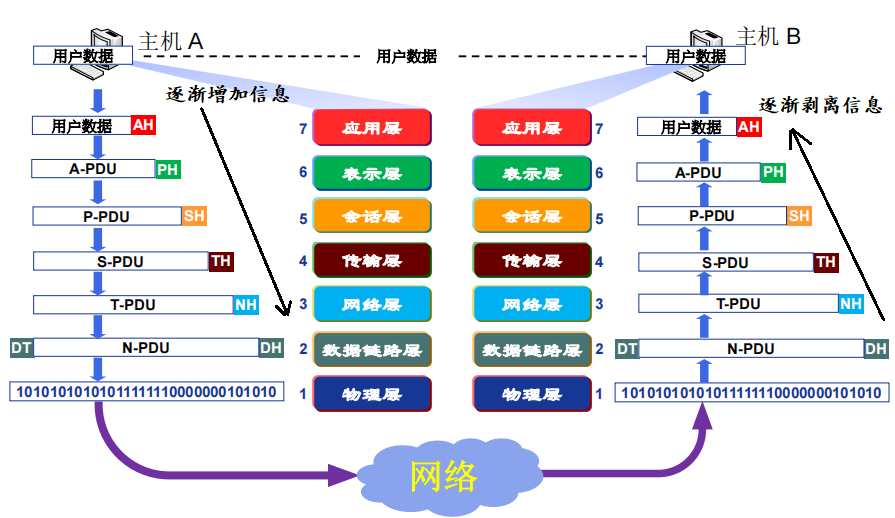 主机 A
用户数据
用户数据
主机 B
用户数据
逐渐增加信息
逐渐剥离信息
用户数据 AH
7 应用层
应用层 7
用户数据 AH
A-PDU PH
6 表示层
表示层 6
A-PDU PH
P-PDU SH
5 会话层
会话层 5
P-PDU SH
S-PDU TH
4 传输层
传输层 4
S-PDU TH
T-PDU NH
3 网络层
网络层 3
T-PDU NH
DT N-PDU DH
2 数据链路层
数据链路层 2
DT N-PDU DH
10101010101011111110000000101010
1 物理层
物理层 1
10101010101011111110000000101010
网络